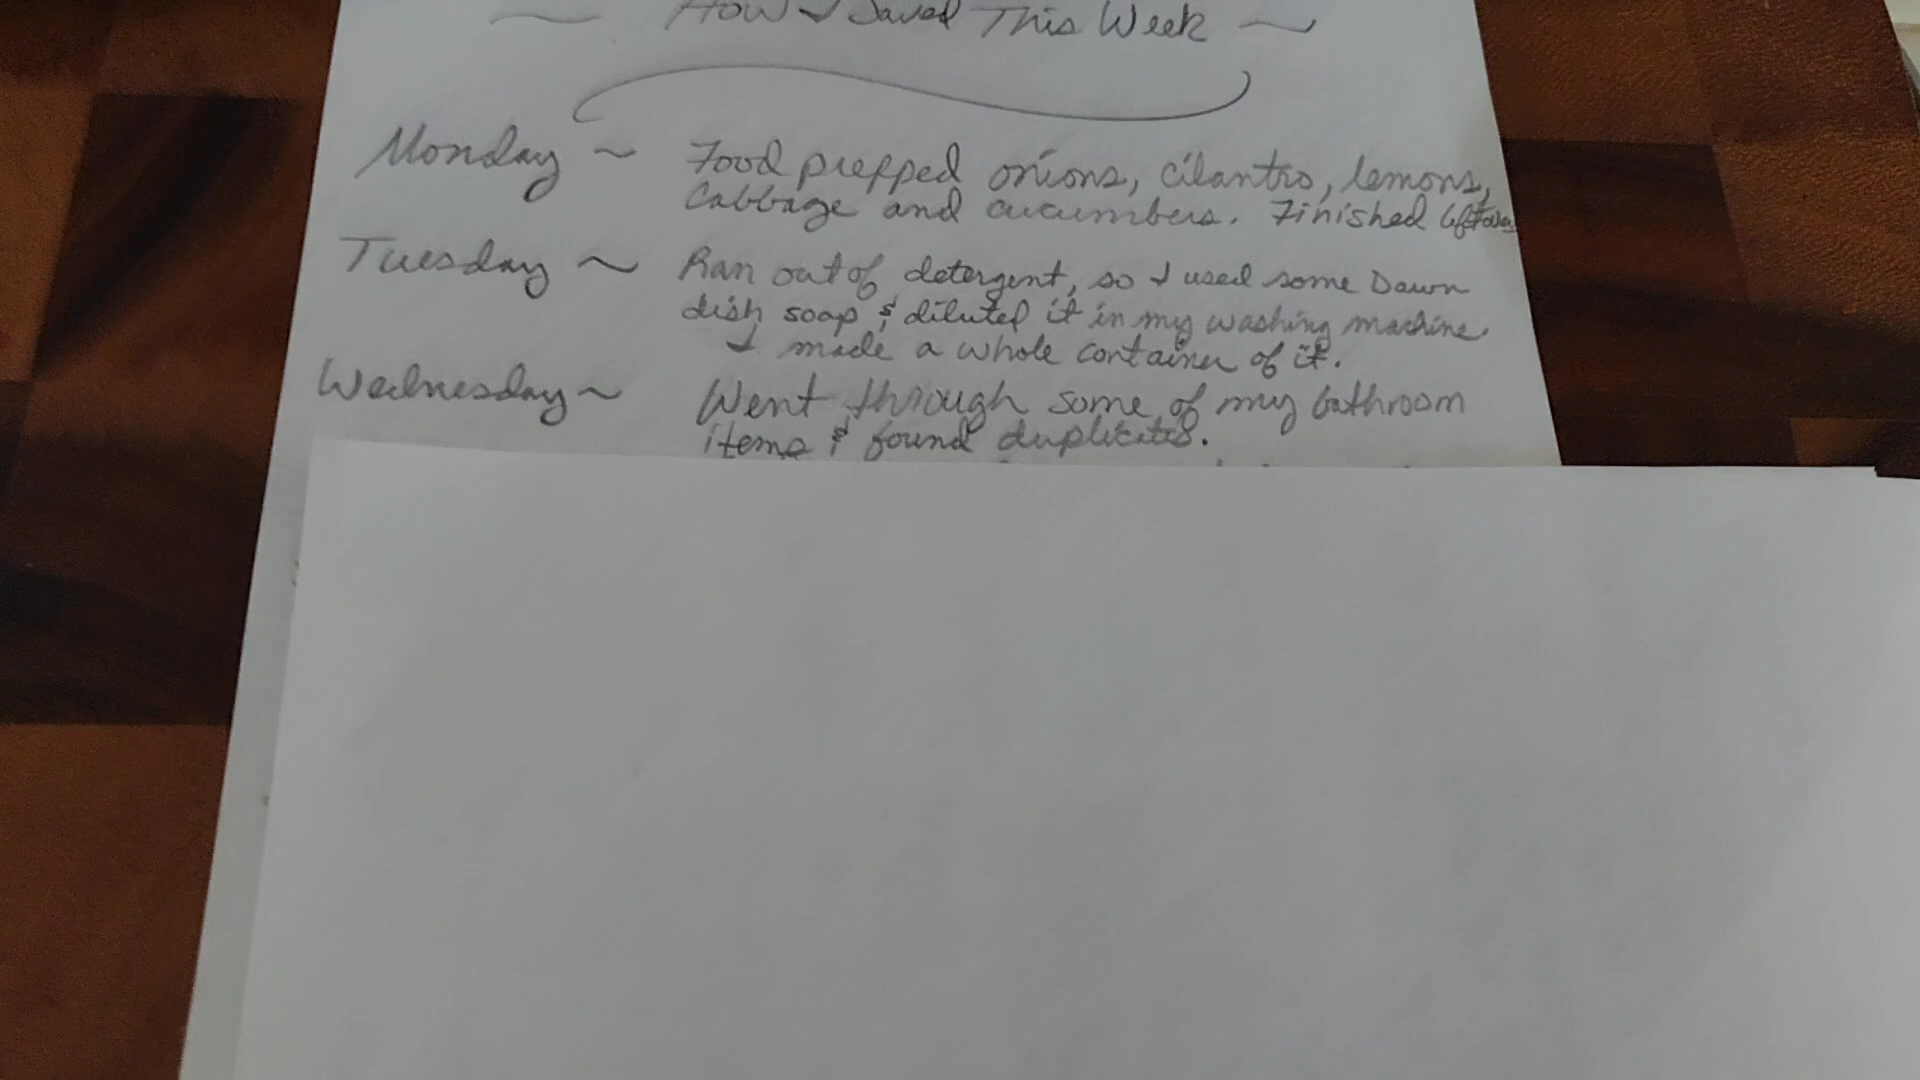 ~ How I Saved This Week ~
Monday ~ Food prepped onions, cilantro, lemons,
Cabbage and cucumbers. Finished leftovers
Tuesday ~ Ran out of detergent, so I used some Dawn
dish soap & diluted it in my washing machine.
I made a whole container of it.
Wednesday ~ Went through some of my bathroom
items & found duplicates.